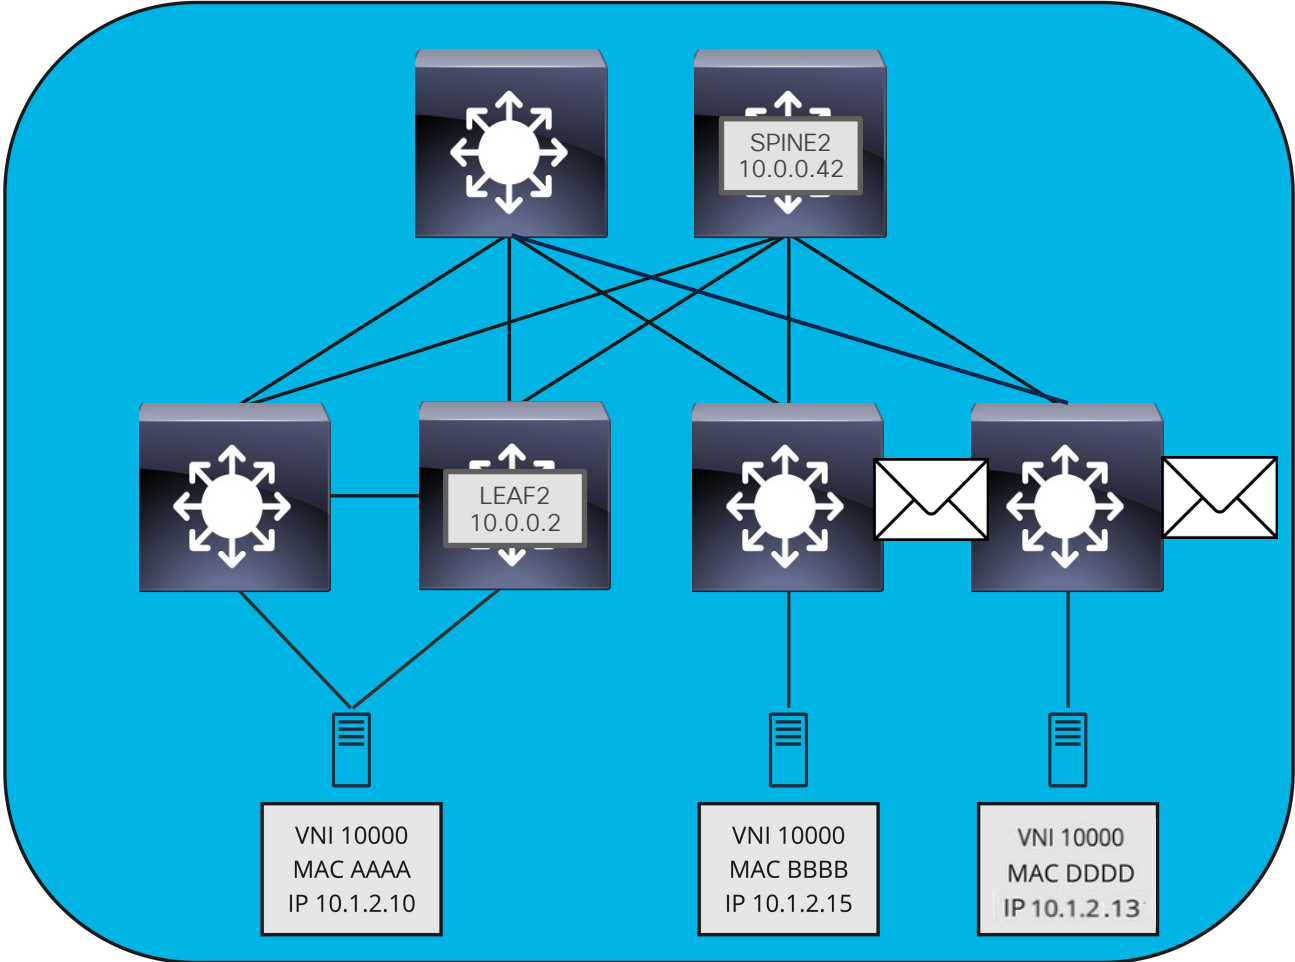 SPINE2
10.0.0.42
LEAF2
10.0.0.2
VNI 10000
MAC AAAA
IP 10.1.2.10
VNI 10000
MAC BBBB
IP 10.1.2.15
VNI 10000
MAC DDDD
IP 10.1.2.13